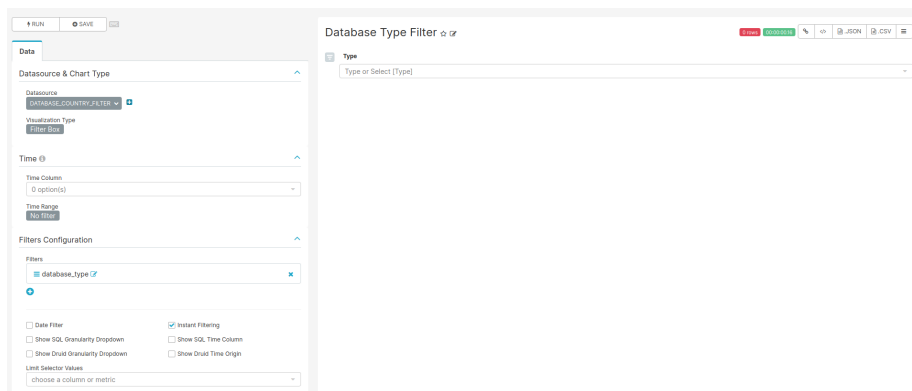 RUN
SAVE
Data
Datasource & Chart Type
Datasource
DATABASE_COUNTRY_FILTER
Visualization Type
Filter Box
Time
Time Column
0 option(s)
Time Range
No filter
Filters Configuration
Filters
database_type
Date Filter
Instant Filtering
Show SQL Granularity Dropdown
Show SQL Time Column
Show Druid Granularity Dropdown
Show Druid Time Origin
Limit Selector Values
choose a column or metric
Database Type Filter
0 rows
.JSON
.CSV
Type
Type or Select [Type]